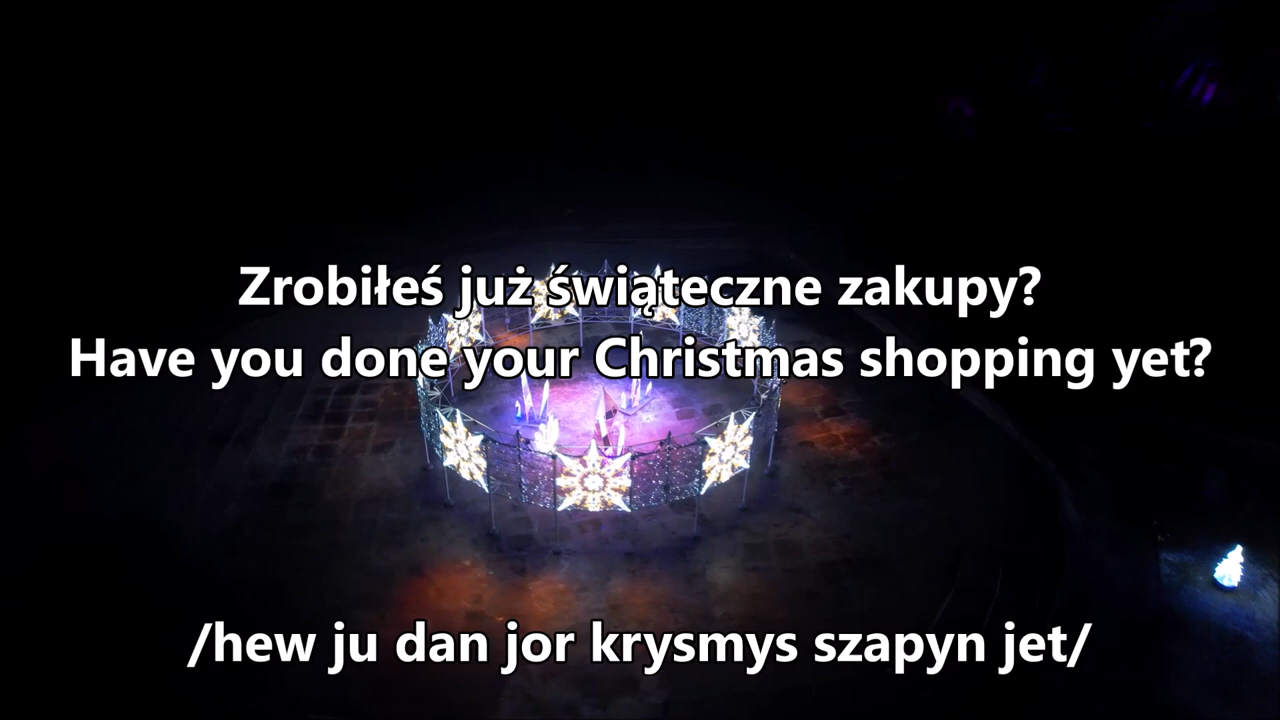 Zrobiłeś już świąteczne zakupy?
Have you done your Christmas shopping yet?
/hew ju dan jor krysmys szapyn jet/